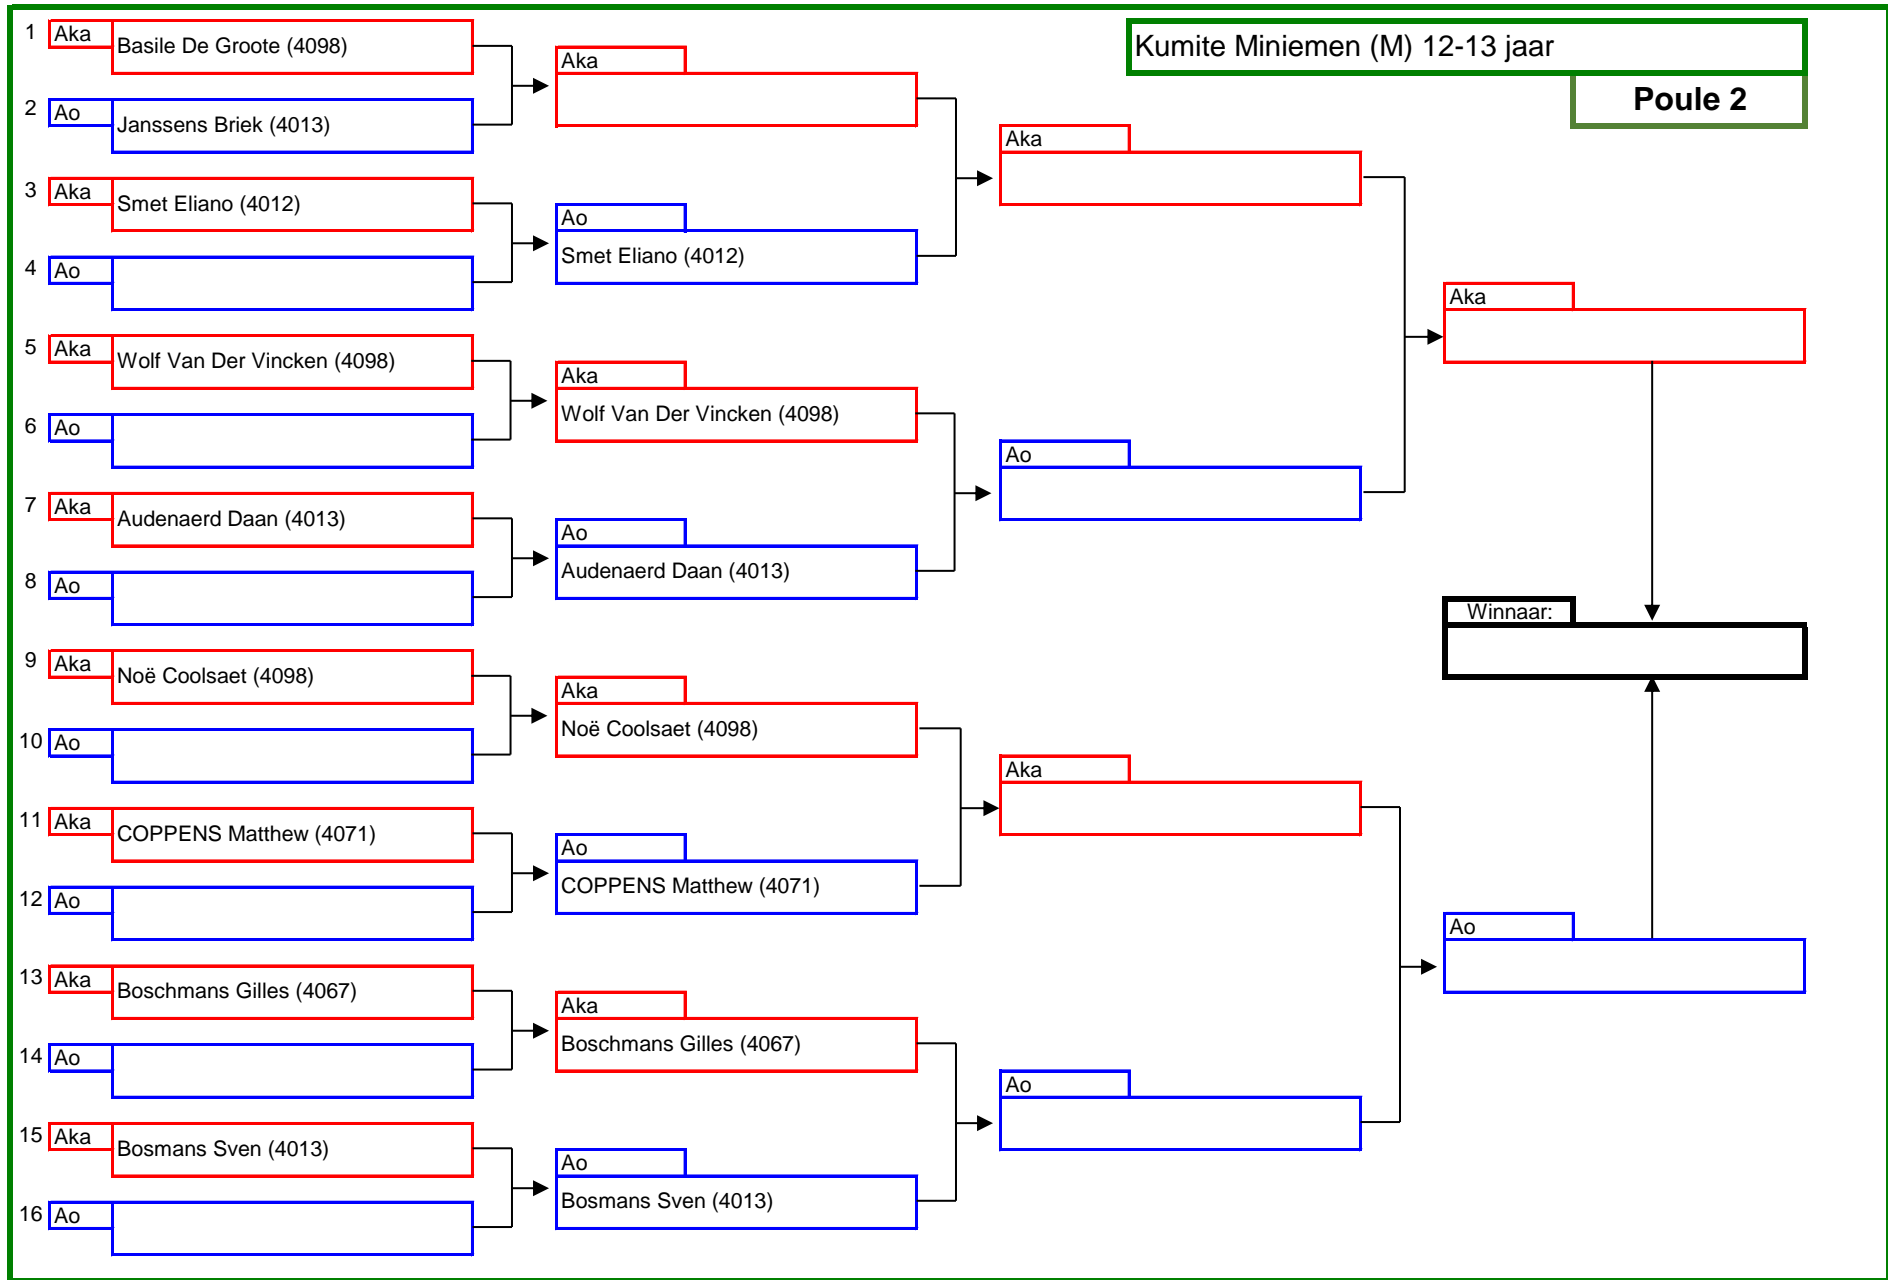 Kumite Miniemen (M) 12-13 jaar
Poule 2
1 Aka
Basile De Groote (4098)
2 Ao
Janssens Briek (4013)
3 Aka
Smet Eliano (4012)
4 Ao
5 Aka
Wolf Van Der Vincken (4098)
6 Ao
7 Aka
Audenaerd Daan (4013)
8 Ao
9 Aka
Noë Coolsaet (4098)
10 Ao
11 Aka
COPPENS Matthew (4071)
12 Ao
13 Aka
Boschmans Gilles (4067)
14 Ao
15 Aka
Bosmans Sven (4013)
16 Ao
Aka
Ao
Smet Eliano (4012)
Aka
Wolf Van Der Vincken (4098)
Ao
Audenaerd Daan (4013)
Aka
Noë Coolsaet (4098)
Ao
COPPENS Matthew (4071)
Aka
Boschmans Gilles (4067)
Ao
Bosmans Sven (4013)
Aka
Ao
Aka
Ao
Aka
Winnaar:
Ao